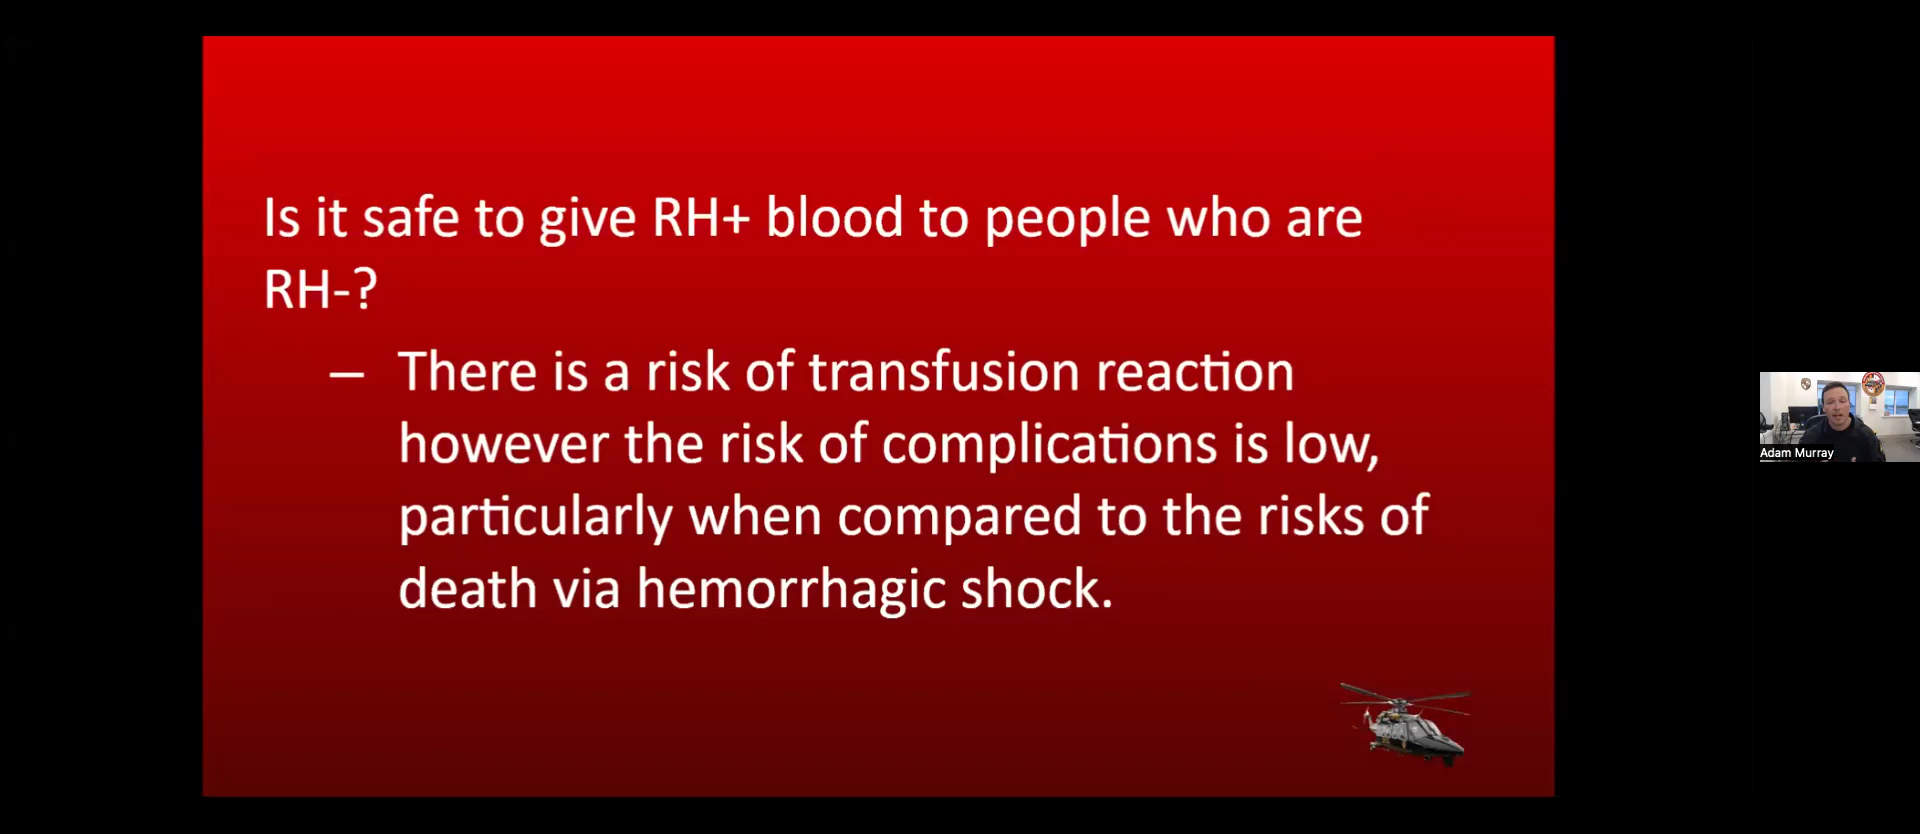 Is it safe to give RH+ blood to people who are
RH-?
– There is a risk of transfusion reaction
however the risk of complications is low,
particularly when compared to the risks of
death via hemorrhagic shock.
Adam Murray